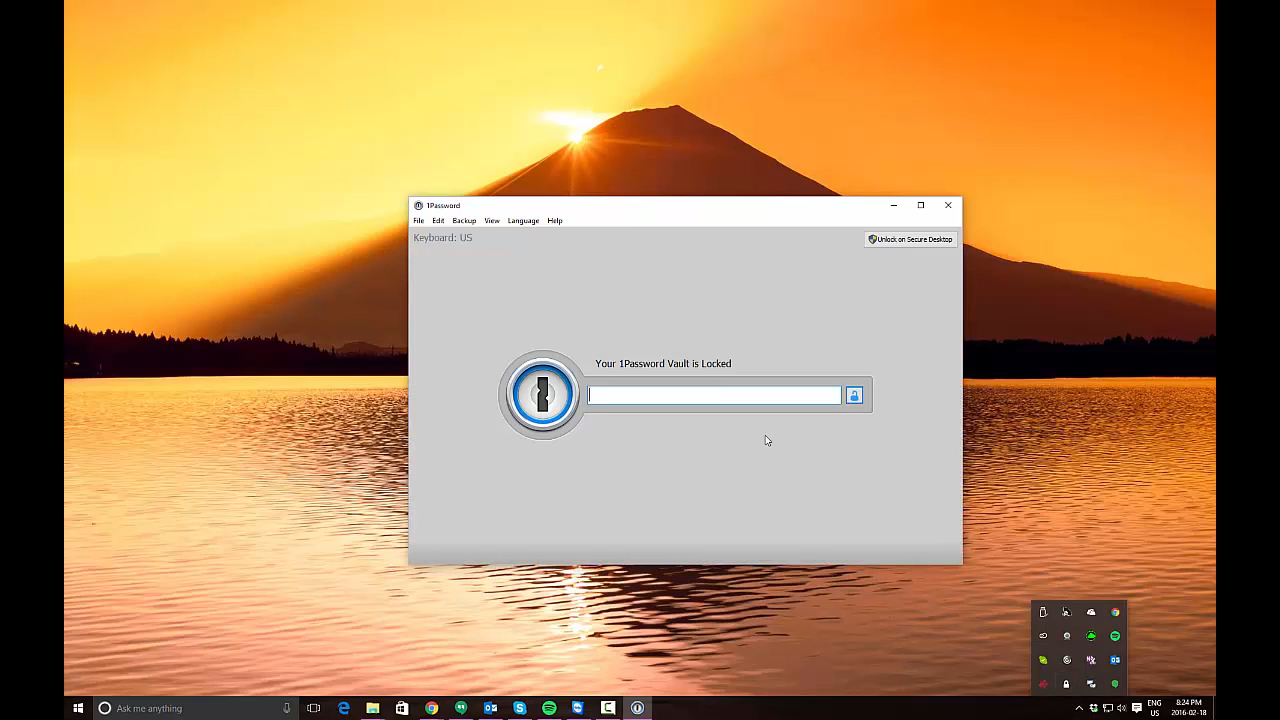 1Password
File Edit Backup View Language Help
Keyboard: US
Unlock on Secure Desktop
Your 1Password Vault is Locked
Ask me anything
ENG
US
8:24 PM
2016-02-18